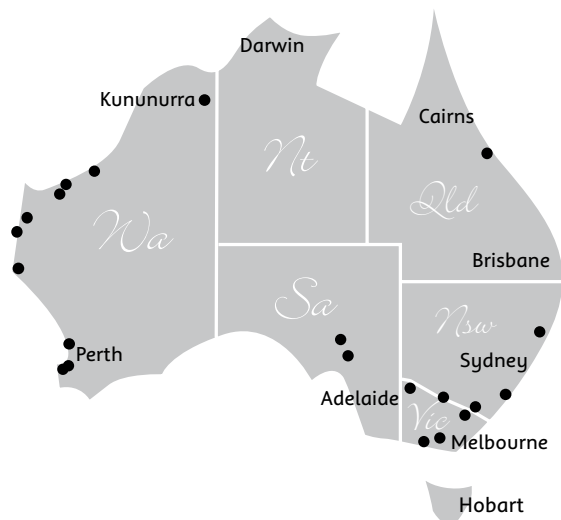 Darwin
Kununurra
Cairns
Nt
Qld
Wa
Brisbane
Sa
Nsw
Perth
Sydney
Adelaide
Vic
Melbourne
Hobart